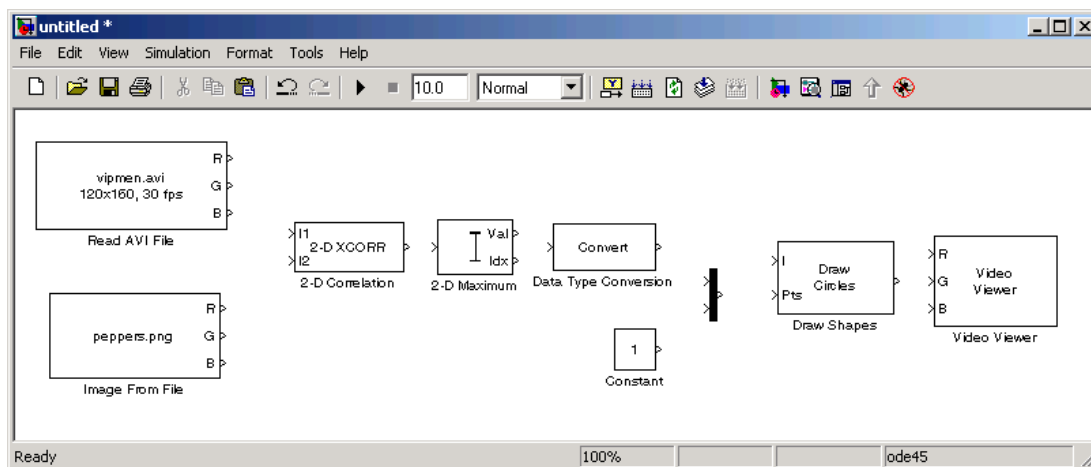 untitled *
File Edit View Simulation Format Tools Help
10.0 Normal
vipmen.avi
120x160, 30 fps
R
G
B
Read AVI File
peppers.png
R
G
B
Image From File
I1
I2
2-D XCORR
2-D Correlation
Val
Idx
2-D Maximum
Convert
Data Type Conversion
1
Constant
I
Pts
Draw
Circles
Draw Shapes
R
G
B
Video
Viewer
Video Viewer
Ready 100% ode45